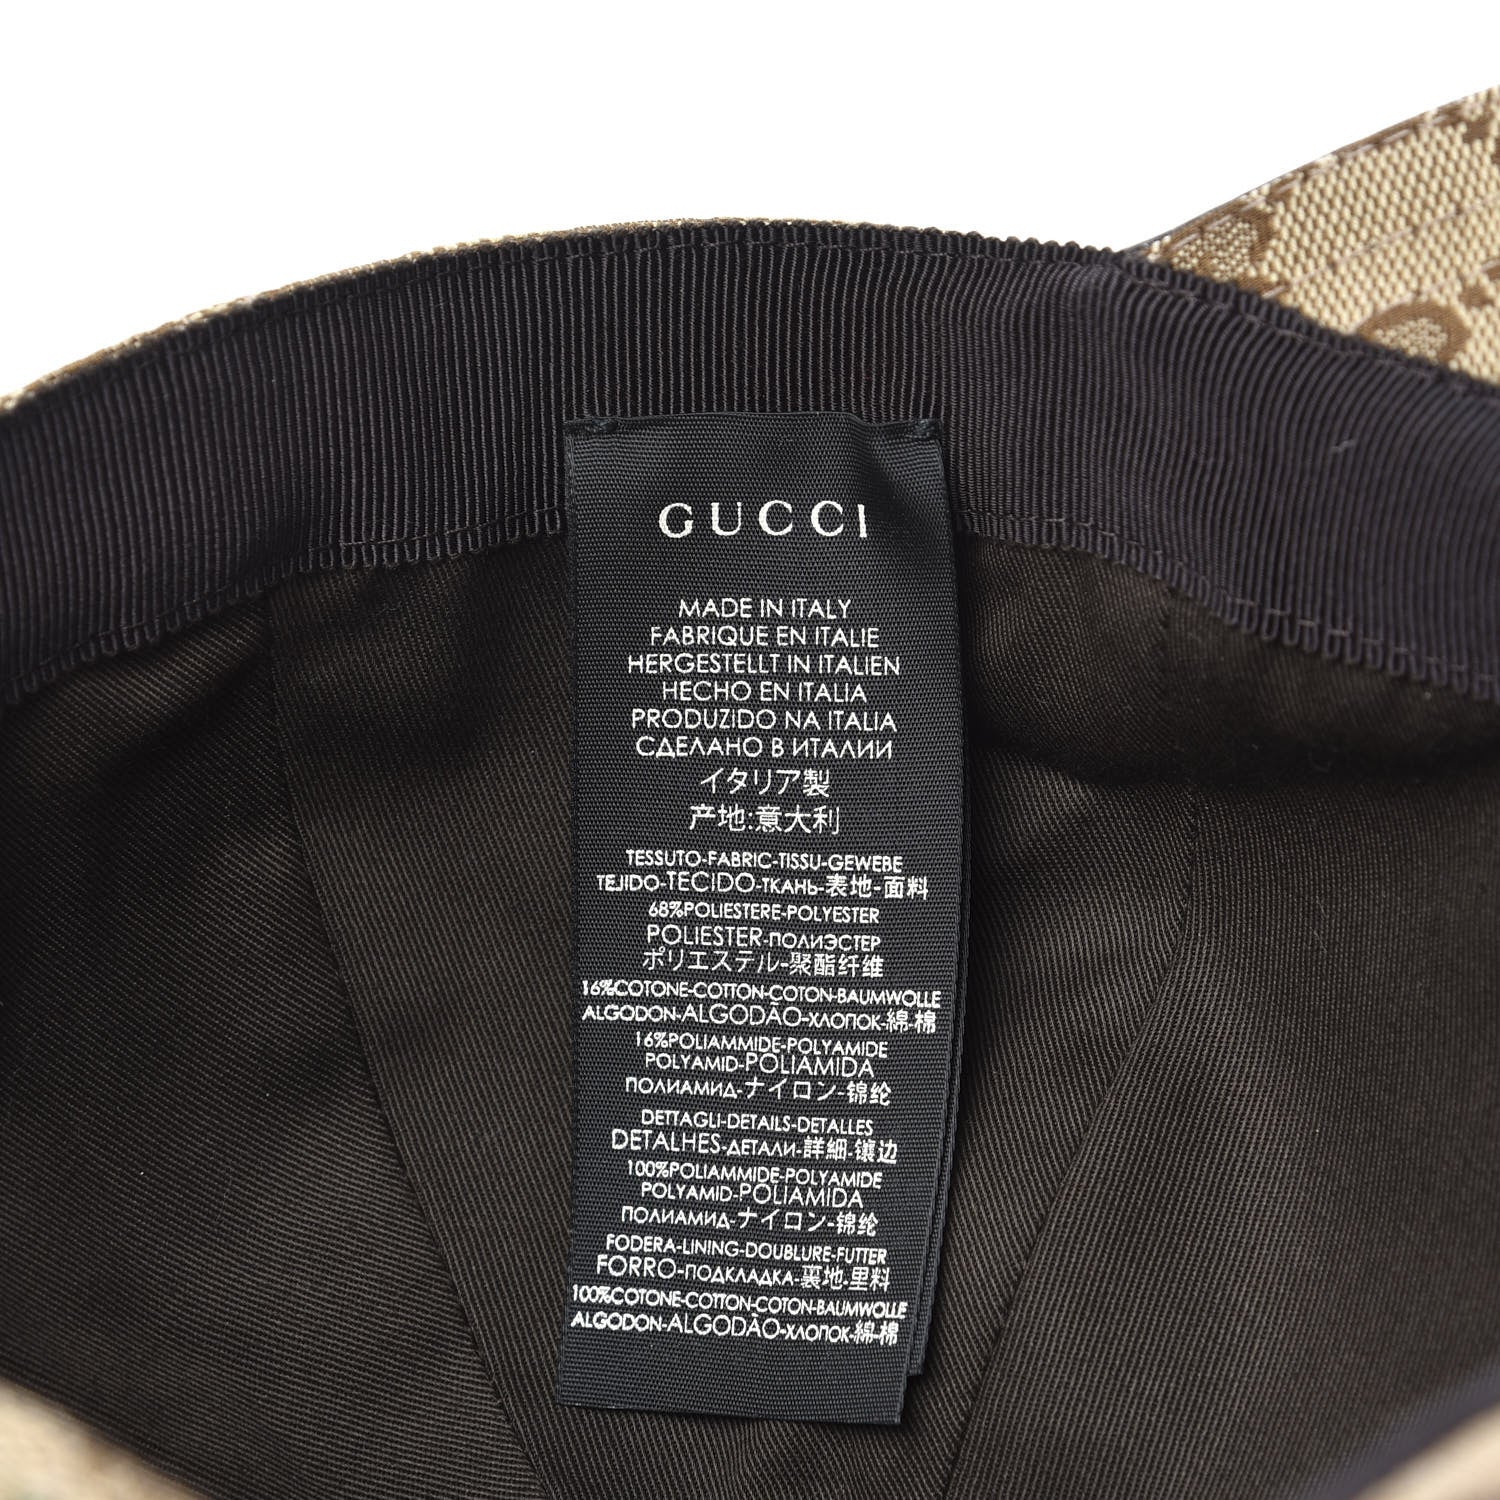 GUCCI
MADE IN ITALY
FABRIQUE EN ITALIE
HERGESTELLT IN ITALIEN
HECHO EN ITALIA
PRODUZIDO NA ITALIA
СДЕЛАНО В ИТАЛИИ
イタリア製
产地:意大利
TESSUTO-FABRIC-TISSU-GEWEBE
TEJIDO-TECIDO-ТКАНЬ-表地-面料
68%POLIESTERE-POLYESTER
POLIESTER-ПОЛИЭСТЕР
ポリエステル-聚酯纤维
16%COTONE-COTTON-COTON-BAUMWOLLE
ALGODON-ALGODÃO-ХЛОПОК-綿-棉
16%POLIAMMIDE-POLYAMIDE
POLYAMID-POLIAMIDA
ПОЛИАМИД-ナイロン-锦纶
DETTAGLI-DETAILS-DETALLES
DETALHES-ДЕТАЛИ-詳細-镶边
100%POLIAMMIDE-POLYAMIDE
POLYAMID-POLIAMIDA
ПОЛИАМИД-ナイロン-锦纶
FODERA-LINING-DOUBLURE-FUTTER
FORRO-ПОДКЛАДКА-裏地-里料
100%COTONE-COTTON-COTON-BAUMWOLLE
ALGODON-ALGODÃO-ХЛОПОК-綿-棉